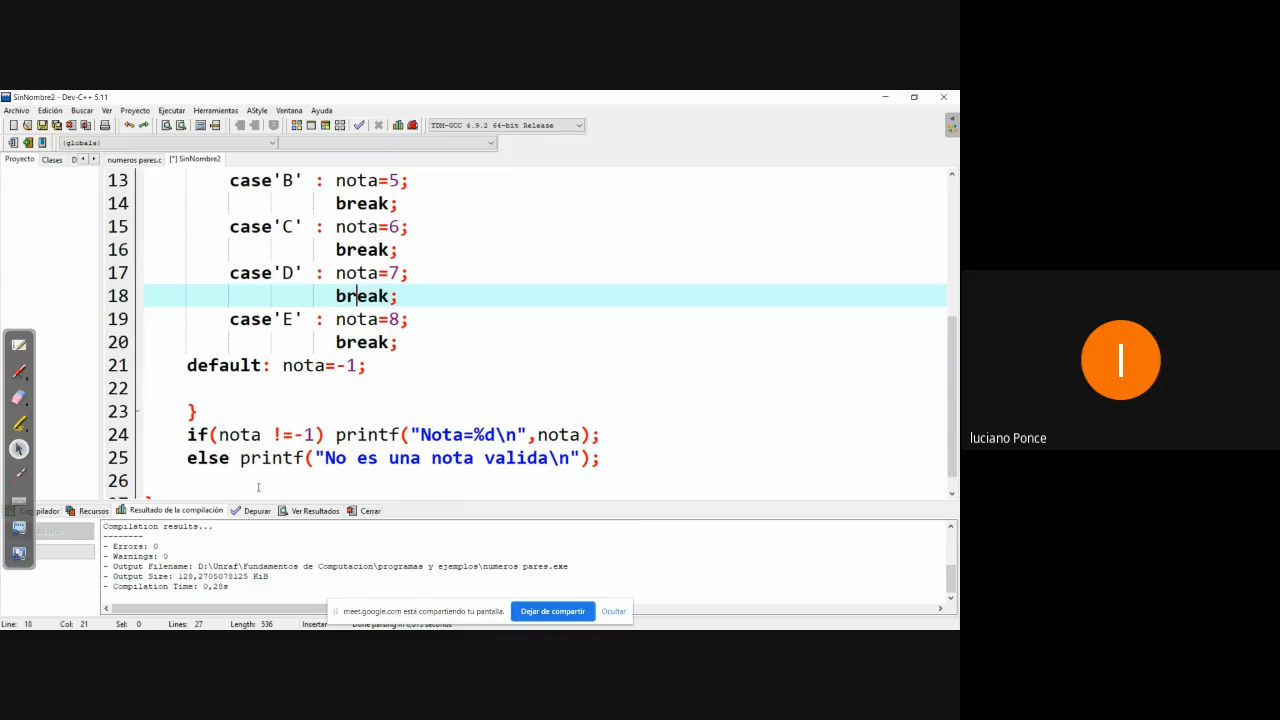 SinNombre2 - Dev-C++ 5.11
Archivo Edición Buscar Ver Proyecto Ejecutar Herramientas AStyle Ventana Ayuda
TDM-GCC 4.9.2 64-bit Release
(globals)
Proyecto Clases D numeros pares.c [*] SinNombre2
13 case'B' : nota=5;
14 break;
15 case'C' : nota=6;
16 break;
17 case'D' : nota=7;
18 break;
19 case'E' : nota=8;
20 break;
21 default: nota=-1;
22
23 }
24 if(nota !=-1) printf("Nota=%d\n",nota);
25 else printf("No es una nota valida\n");
26
pilador Recursos Resultado de la compilación Depurar Ver Resultados Cerrar
Compilation results...
--------
- Errors: 0
- Warnings: 0
- Output Filename: D:\Unraf\Fundamentos de Computacion\programas y ejemplos\numeros pares.exe
- Output Size: 128,2705078125 KiB
- Compilation Time: 0,28s
meet.google.com está compartiendo tu pantalla. Dejar de compartir Ocultar
Line: 18 Col: 21 Sel: 0 Lines: 27 Length: 536 Insertar
I
luciano Ponce